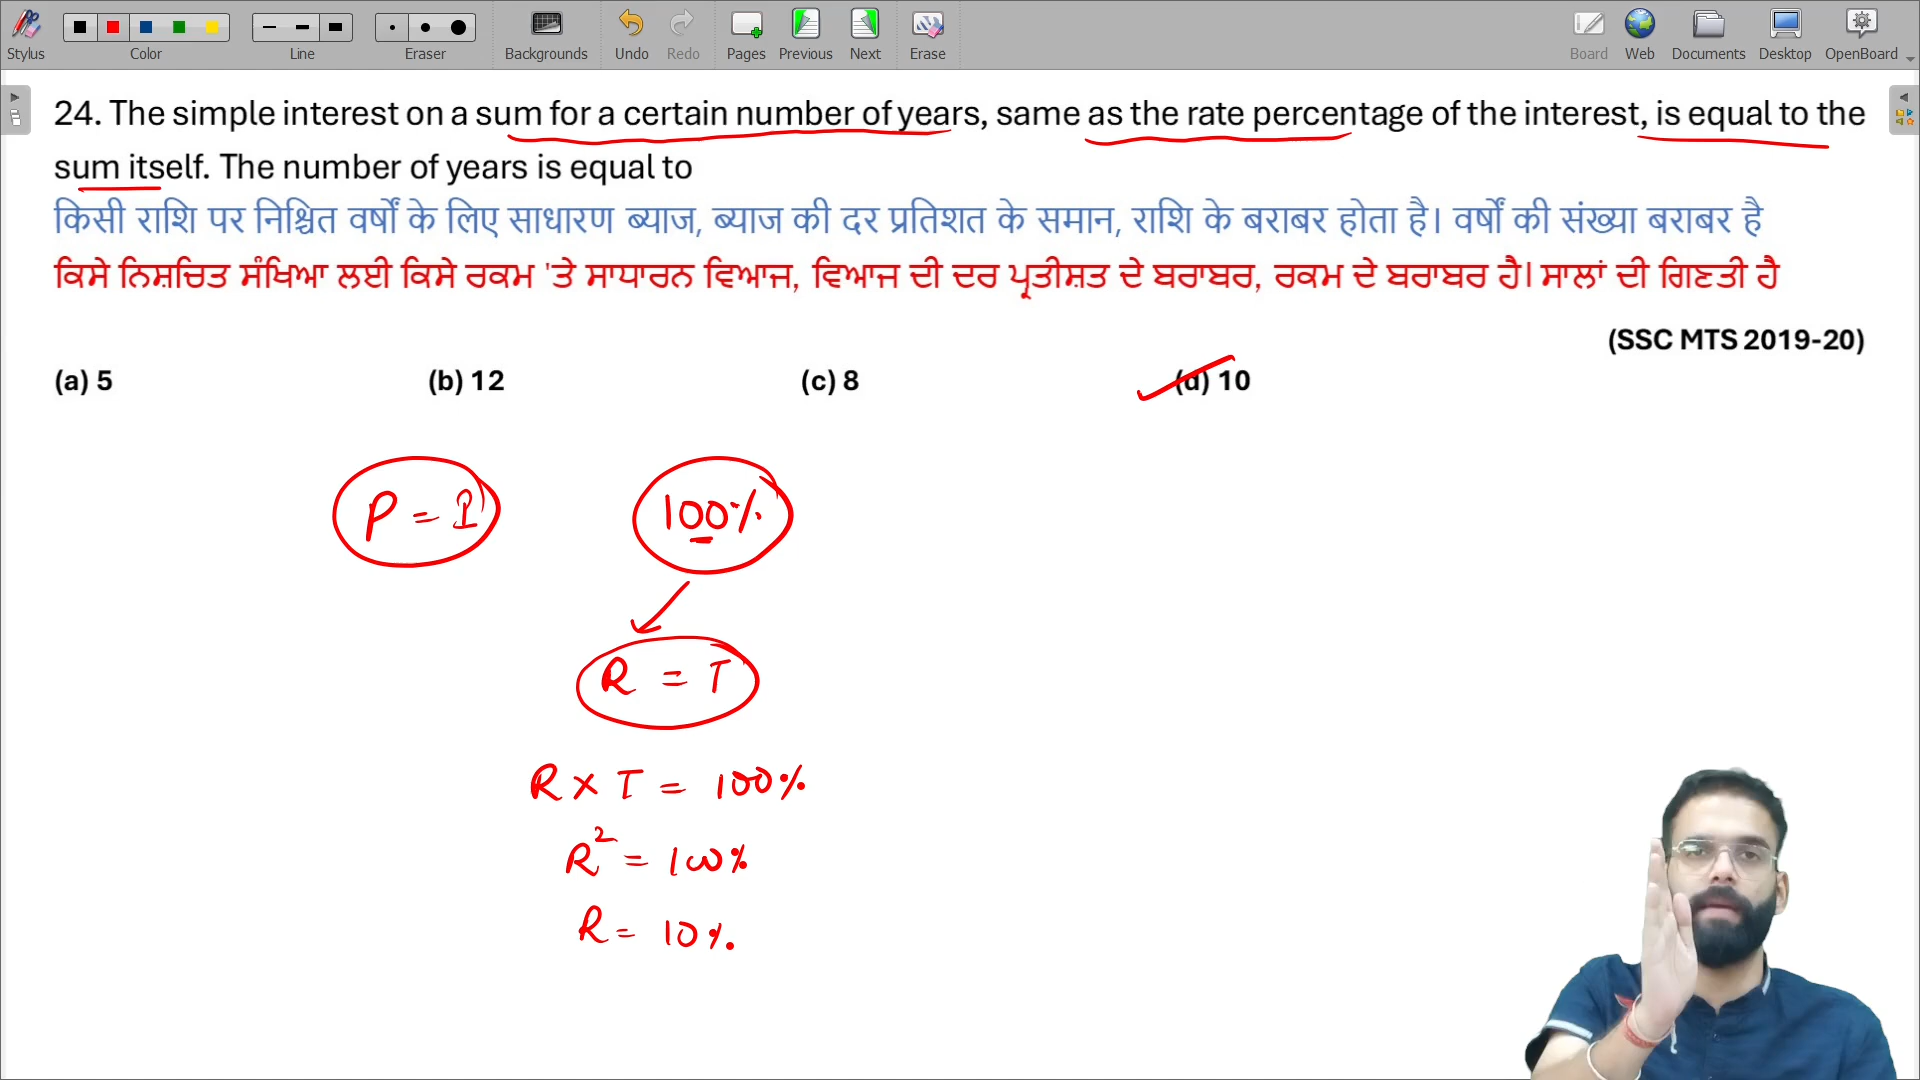 Stylus Color Line Eraser Backgrounds Undo Redo Pages Previous Next Erase Board Web Documents Desktop OpenBoard
24. The simple interest on a sum for a certain number of years, same as the rate percentage of the interest, is equal to the
sum itself. The number of years is equal to
किसी राशि पर निश्चित वर्षों के लिए साधारण ब्याज, ब्याज की दर प्रतिशत के समान, राशि के बराबर होता है। वर्षों की संख्या बराबर है
ਕਿਸੇ ਨਿਸ਼ਚਿਤ ਸੰਖਿਆ ਲਈ ਕਿਸੇ ਰਕਮ 'ਤੇ ਸਾਧਾਰਨ ਵਿਆਜ, ਵਿਆਜ ਦੀ ਦਰ ਪ੍ਰਤੀਸ਼ਤ ਦੇ ਬਰਾਬਰ, ਰਕਮ ਦੇ ਬਰਾਬਰ ਹੈ। ਸਾਲਾਂ ਦੀ ਗਿਣਤੀ ਹੈ
(SSC MTS 2019-20)
(a) 5 (b) 12 (c) 8 (d) 10
P = I 100%
R = T
R × T = 100%
R² = 100%
R = 10%